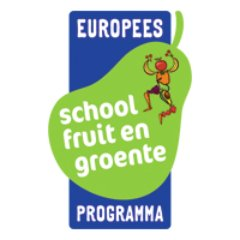 EUROPEES
school
fruit en
groente
PROGRAMMA